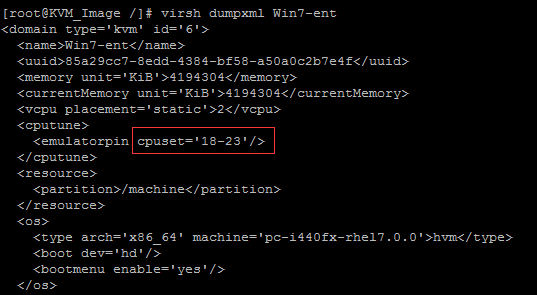 [root@KVM_Image /]# virsh dumpxml Win7-ent
<domain type='kvm' id='6'>
  <name>Win7-ent</name>
  <uuid>85a29cc7-8edd-4384-bf58-a50a0c2b7e4f</uuid>
  <memory unit='KiB'>4194304</memory>
  <currentMemory unit='KiB'>4194304</currentMemory>
  <vcpu placement='static'>2</vcpu>
  <cputune>
    <emulatorpin cpuset='18-23'/>
  </cputune>
  <resource>
    <partition>/machine</partition>
  </resource>
  <os>
    <type arch='x86_64' machine='pc-i440fx-rhel7.0.0'>hvm</type>
    <boot dev='hd'/>
    <bootmenu enable='yes'/>
  </os>